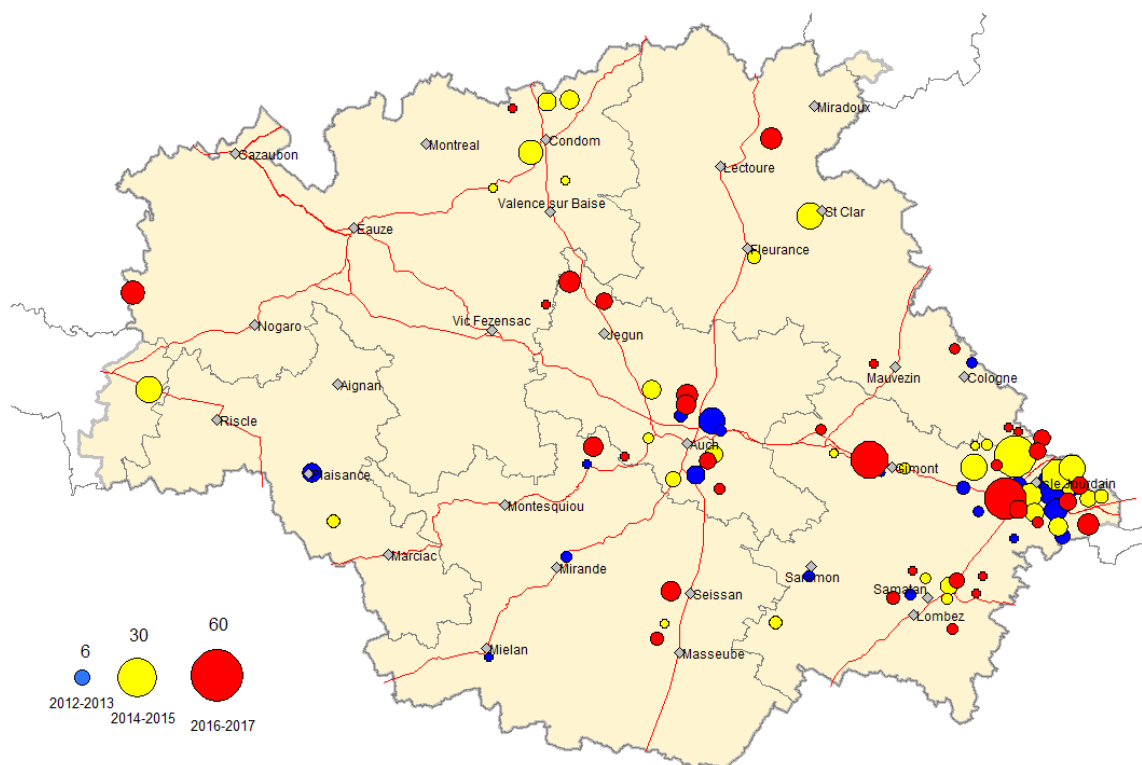 Miradoux
Condom
Montreal
Cazaubon
Lectoure
Valence sur Baise
St Clar
Eauze
Fleurance
Nogaro
Vic Fezensac
Jegun
Mauvezin
Cologne
Aignan
Riscle
Auch
Gimont
Plaisance
Isle Jourdain
Montesquiou
Marciac
Mirande
Saramon
Seissan
Samatan
Lombez
Mielan
Masseube
6
30
60
2012-2013
2014-2015
2016-2017